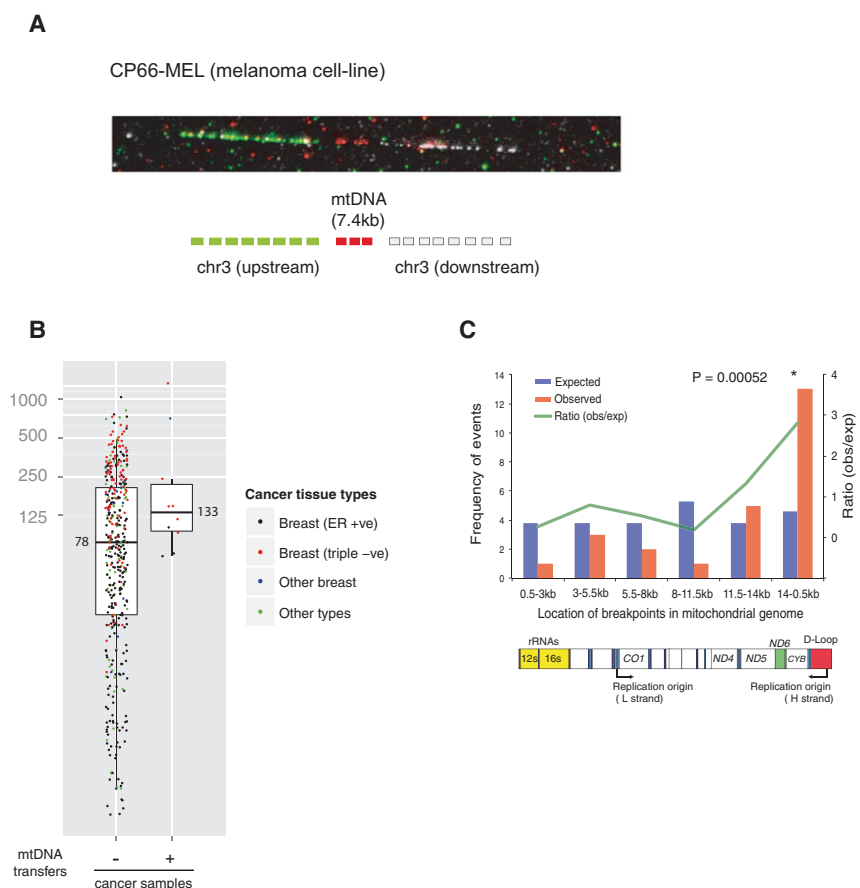 A
CP66-MEL (melanoma cell-line)
mtDNA
(7.4kb)
chr3 (upstream)
chr3 (downstream)
B
1000
500
250
125
78
133
mtDNA
transfers
-
+
cancer samples
Cancer tissue types
Breast (ER +ve)
Breast (triple −ve)
Other breast
Other types
C
Expected
Observed
Ratio (obs/exp)
P = 0.00052
*
Frequency of events
14
12
10
8
6
4
2
0
4
3
2
1
0
Ratio (obs/exp)
0.5-3kb
3-5.5kb
5.5-8kb
8-11.5kb
11.5-14kb
14-0.5kb
Location of breakpoints in mitochondrial genome
rRNAs
ND6
D-Loop
12s
16s
CO1
ND4
ND5
CYB
Replication origin
( L strand)
Replication origin
( H strand)